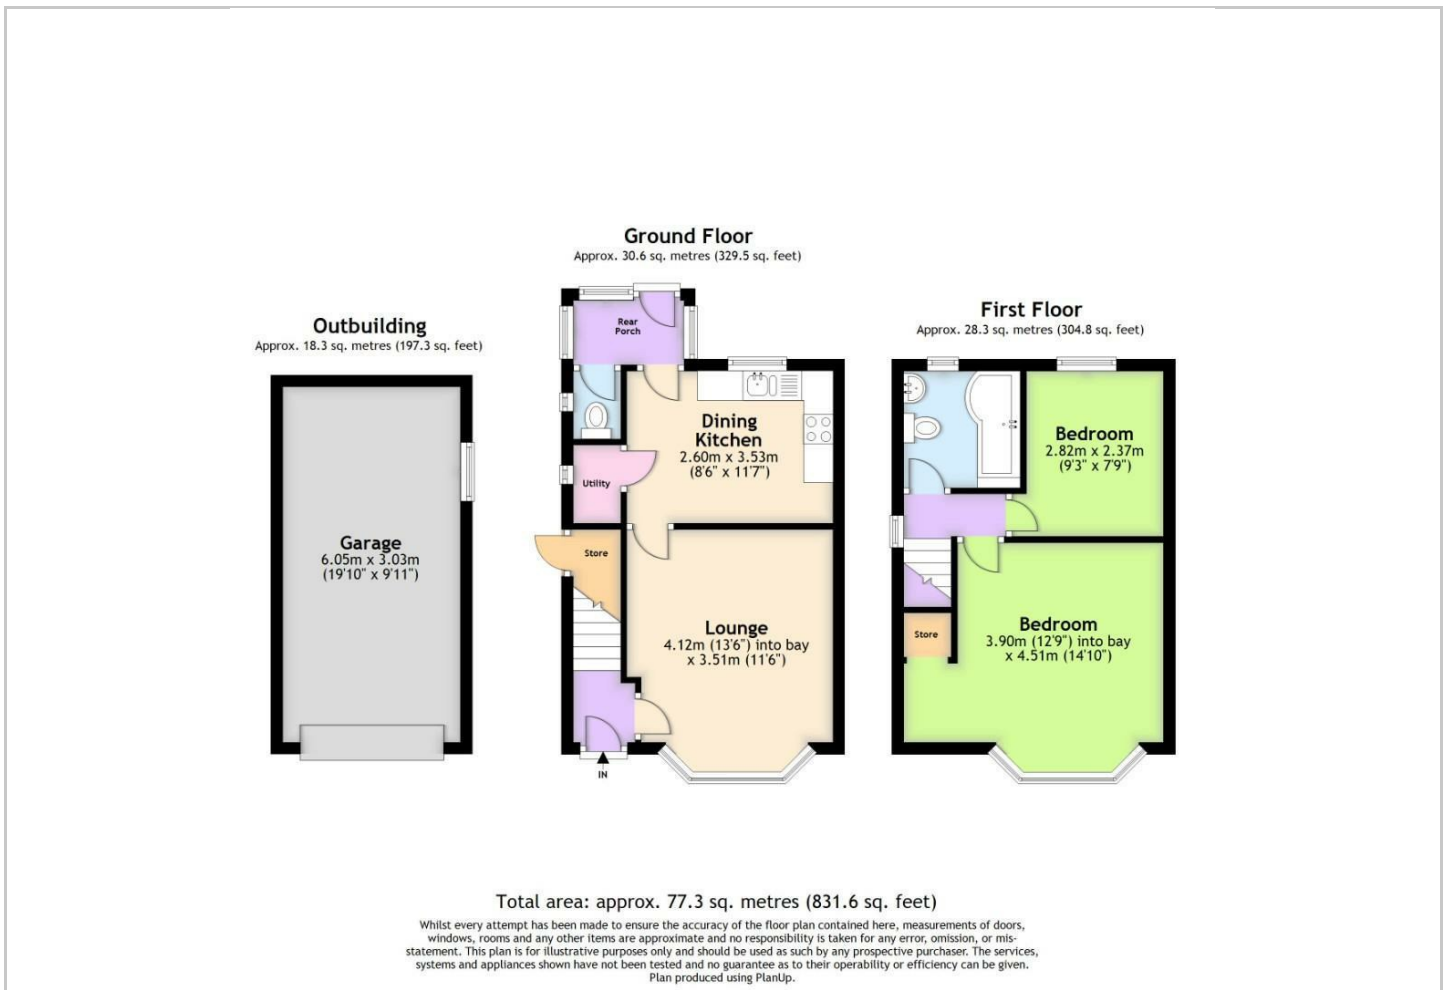 Outbuilding
Approx. 18.3 sq. metres (197.3 sq. feet)
Garage
6.05m x 3.03m
(19'10" x 9'11")
Ground Floor
Approx. 30.6 sq. metres (329.5 sq. feet)
Rear
Porch
Dining
Kitchen
2.60m x 3.53m
(8'6" x 11'7")
Utility
Store
Lounge
4.12m (13'6") into bay
x 3.51m (11'6")
IN
First Floor
Approx. 28.3 sq. metres (304.8 sq. feet)
Bedroom
2.82m x 2.37m
(9'3" x 7'9")
Store
Bedroom
3.90m (12'9") into bay
x 4.51m (14'10")
Total area: approx. 77.3 sq. metres (831.6 sq. feet)
Whilst every attempt has been made to ensure the accuracy of the floor plan contained here, measurements of doors,
windows, rooms and any other items are approximate and no responsibility is taken for any error, omission, or mis-
statement. This plan is for illustrative purposes only and should be used as such by any prospective purchaser. The services,
systems and appliances shown have not been tested and no guarantee as to their operability or efficiency can be given.
Plan produced using PlanUp.